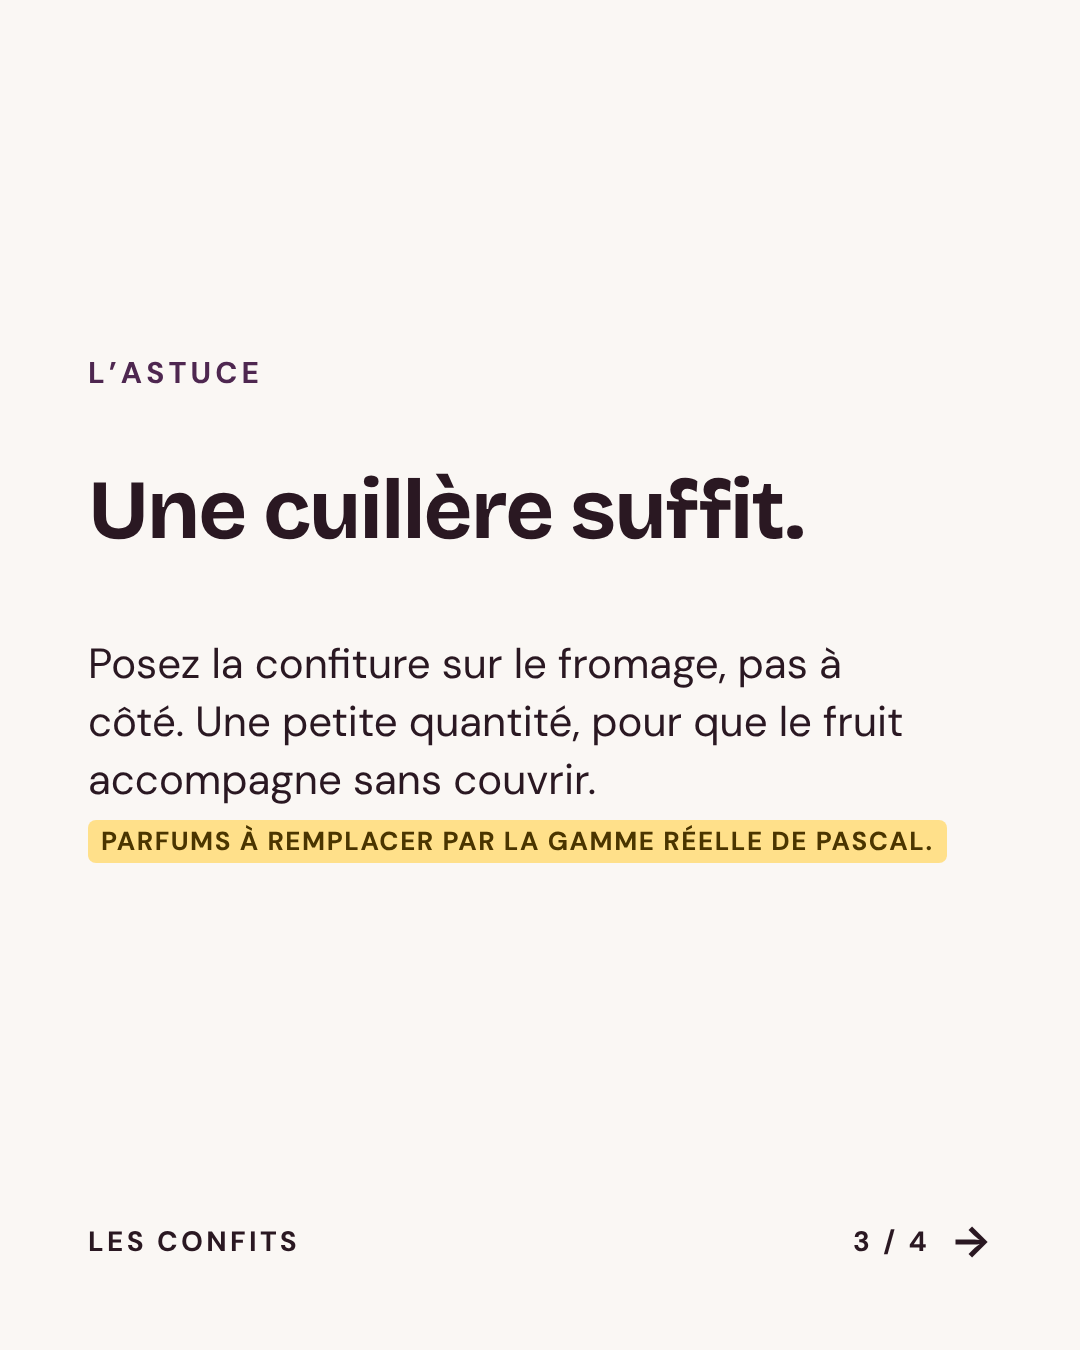 L’ASTUCE
Une cuillère suffit.
Posez la confiture sur le fromage, pas à
côté. Une petite quantité, pour que le fruit
accompagne sans couvrir.
PARFUMS À REMPLACER PAR LA GAMME RÉELLE DE PASCAL.
LES CONFITS
3 / 4 →